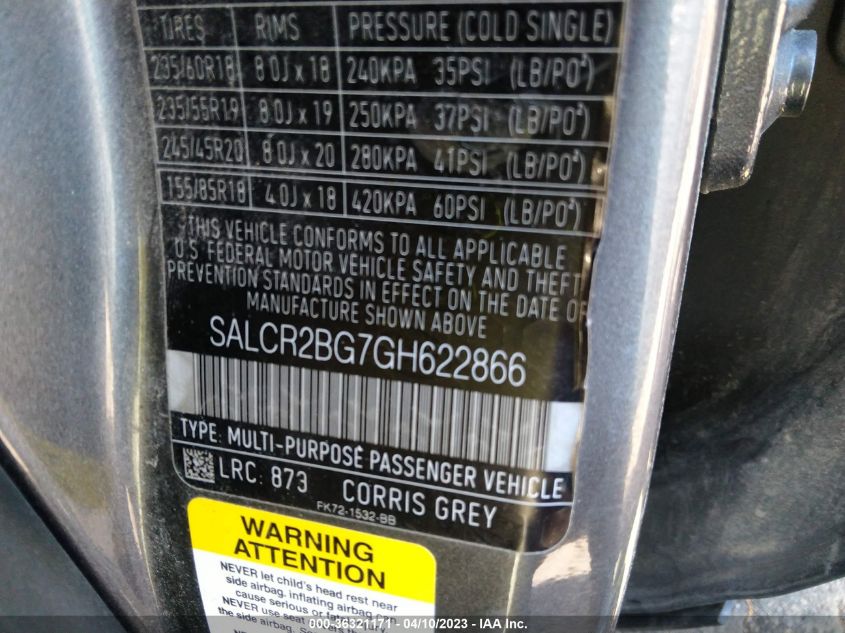 TIRES RIMS PRESSURE (COLD SINGLE)
235/60R18 8.0J x 18 240KPA 35PSI (LB/PO²)
235/55R19 8.0J x 19 250KPA 37PSI (LB/PO²)
245/45R20 8.0J x 20 280KPA 41PSI (LB/PO²)
155/85R18 4.0J x 18 420KPA 60PSI (LB/PO²)
THIS VEHICLE CONFORMS TO ALL APPLICABLE
U.S FEDERAL MOTOR VEHICLE SAFETY AND THEFT
PREVENTION STANDARDS IN EFFECT ON THE DATE OF
MANUFACTURE SHOWN ABOVE
SALCR2BG7GH622866
TYPE: MULTI-PURPOSE PASSENGER VEHICLE
LRC: 873 CORRIS GREY
FK72-1532-BB
WARNING
ATTENTION
NEVER let child's head rest near
side airbag. inflating airbag can
cause serious or fatal injury
NEVER use seat
the side airbag. S
NEVER
000-36321171 - 04/10/2023 - IAA Inc.